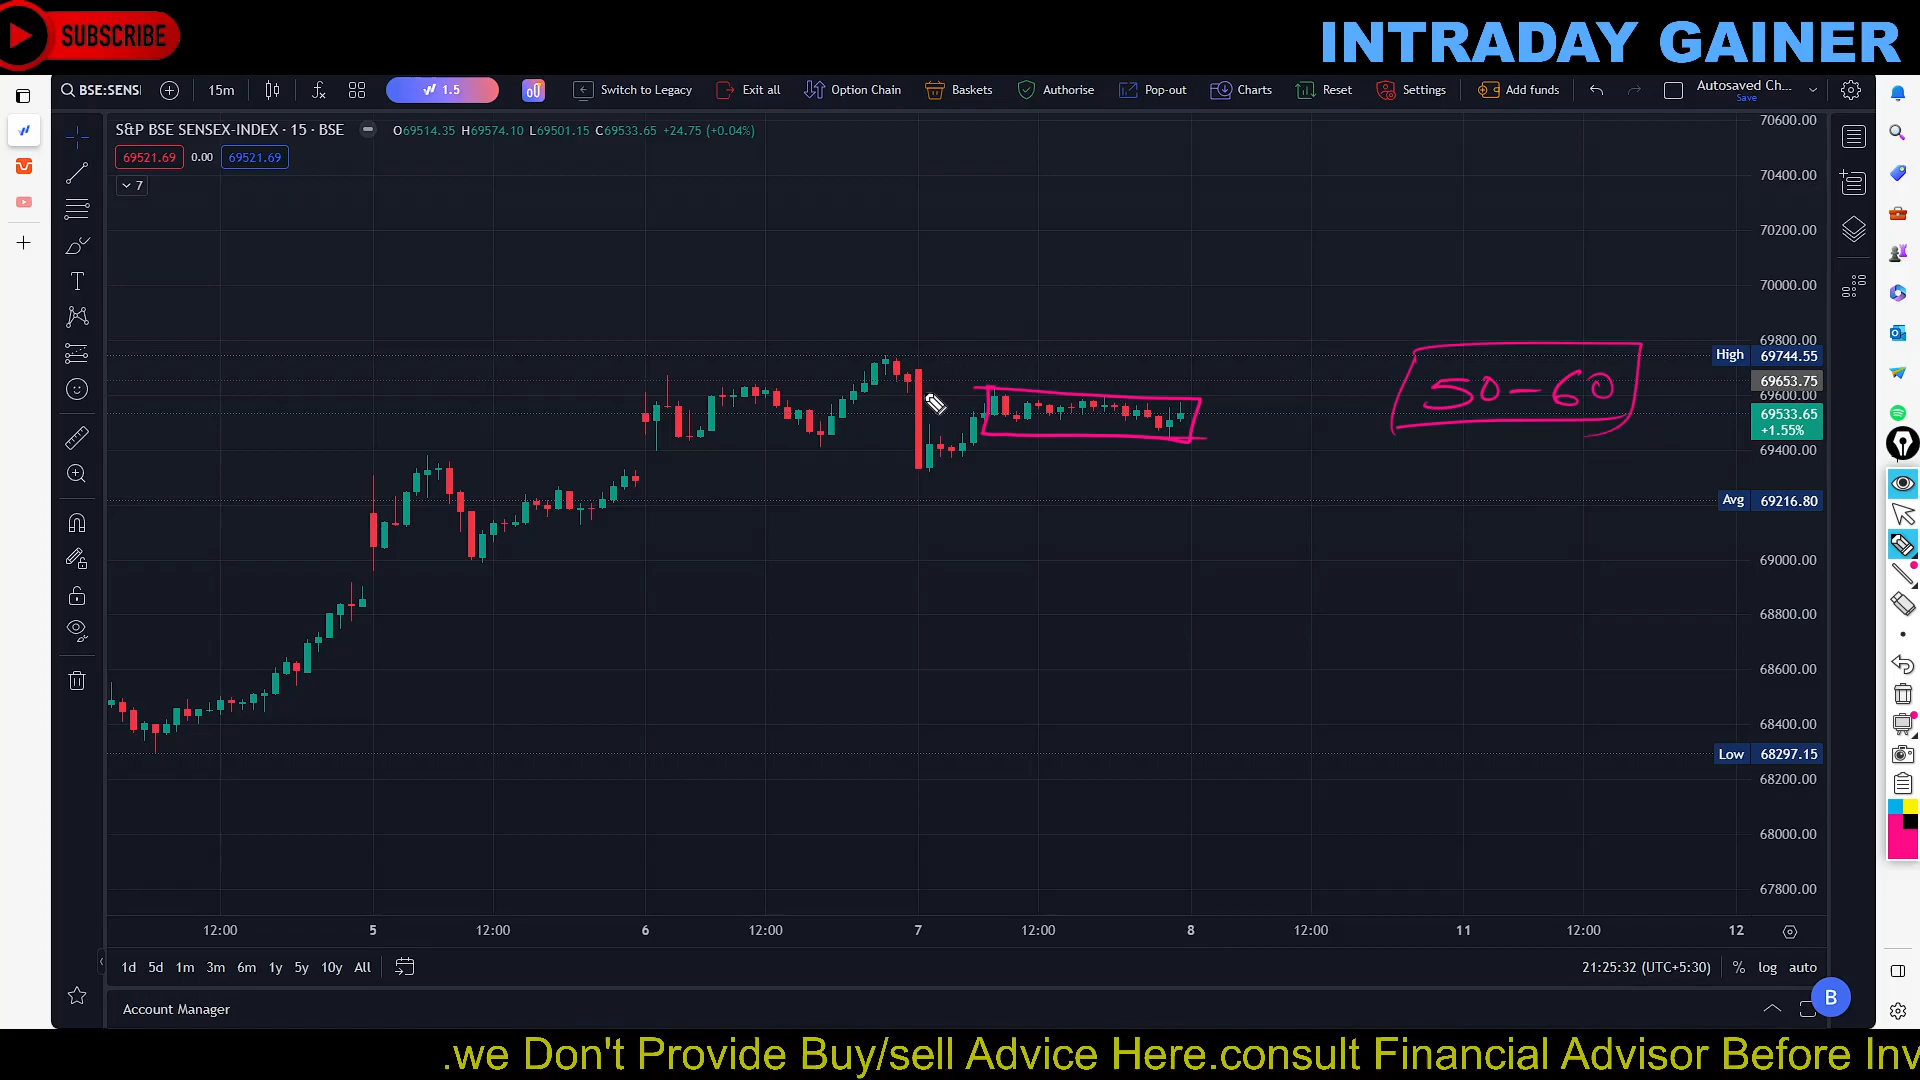 SUBSCRIBE
INTRADAY GAINER
BSE:SENS
15m
1.5
Switch to Legacy
Exit all
Option Chain
Baskets
Authorise
Pop-out
Charts
Reset
Settings
Add funds
Autosaved Ch...
Save
S&P BSE SENSEX-INDEX · 15 · BSE
O69514.35 H69574.10 L69501.15 C69533.65 +24.75 (+0.04%)
69521.69 0.00 69521.69
7
70600.00
70400.00
70200.00
70000.00
69800.00
High 69744.55
69653.75
69600.00
69533.65
+1.55%
69400.00
Avg 69216.80
69000.00
68800.00
68600.00
68400.00
Low 68297.15
68200.00
68000.00
67800.00
50-60
12:00 5 12:00 6 12:00 7 12:00 8 12:00 11 12:00 12
1d 5d 1m 3m 6m 1y 5y 10y All
21:25:32 (UTC+5:30) % log auto
Account Manager
B
.we Don't Provide Buy/sell Advice Here.consult Financial Advisor Before Inv